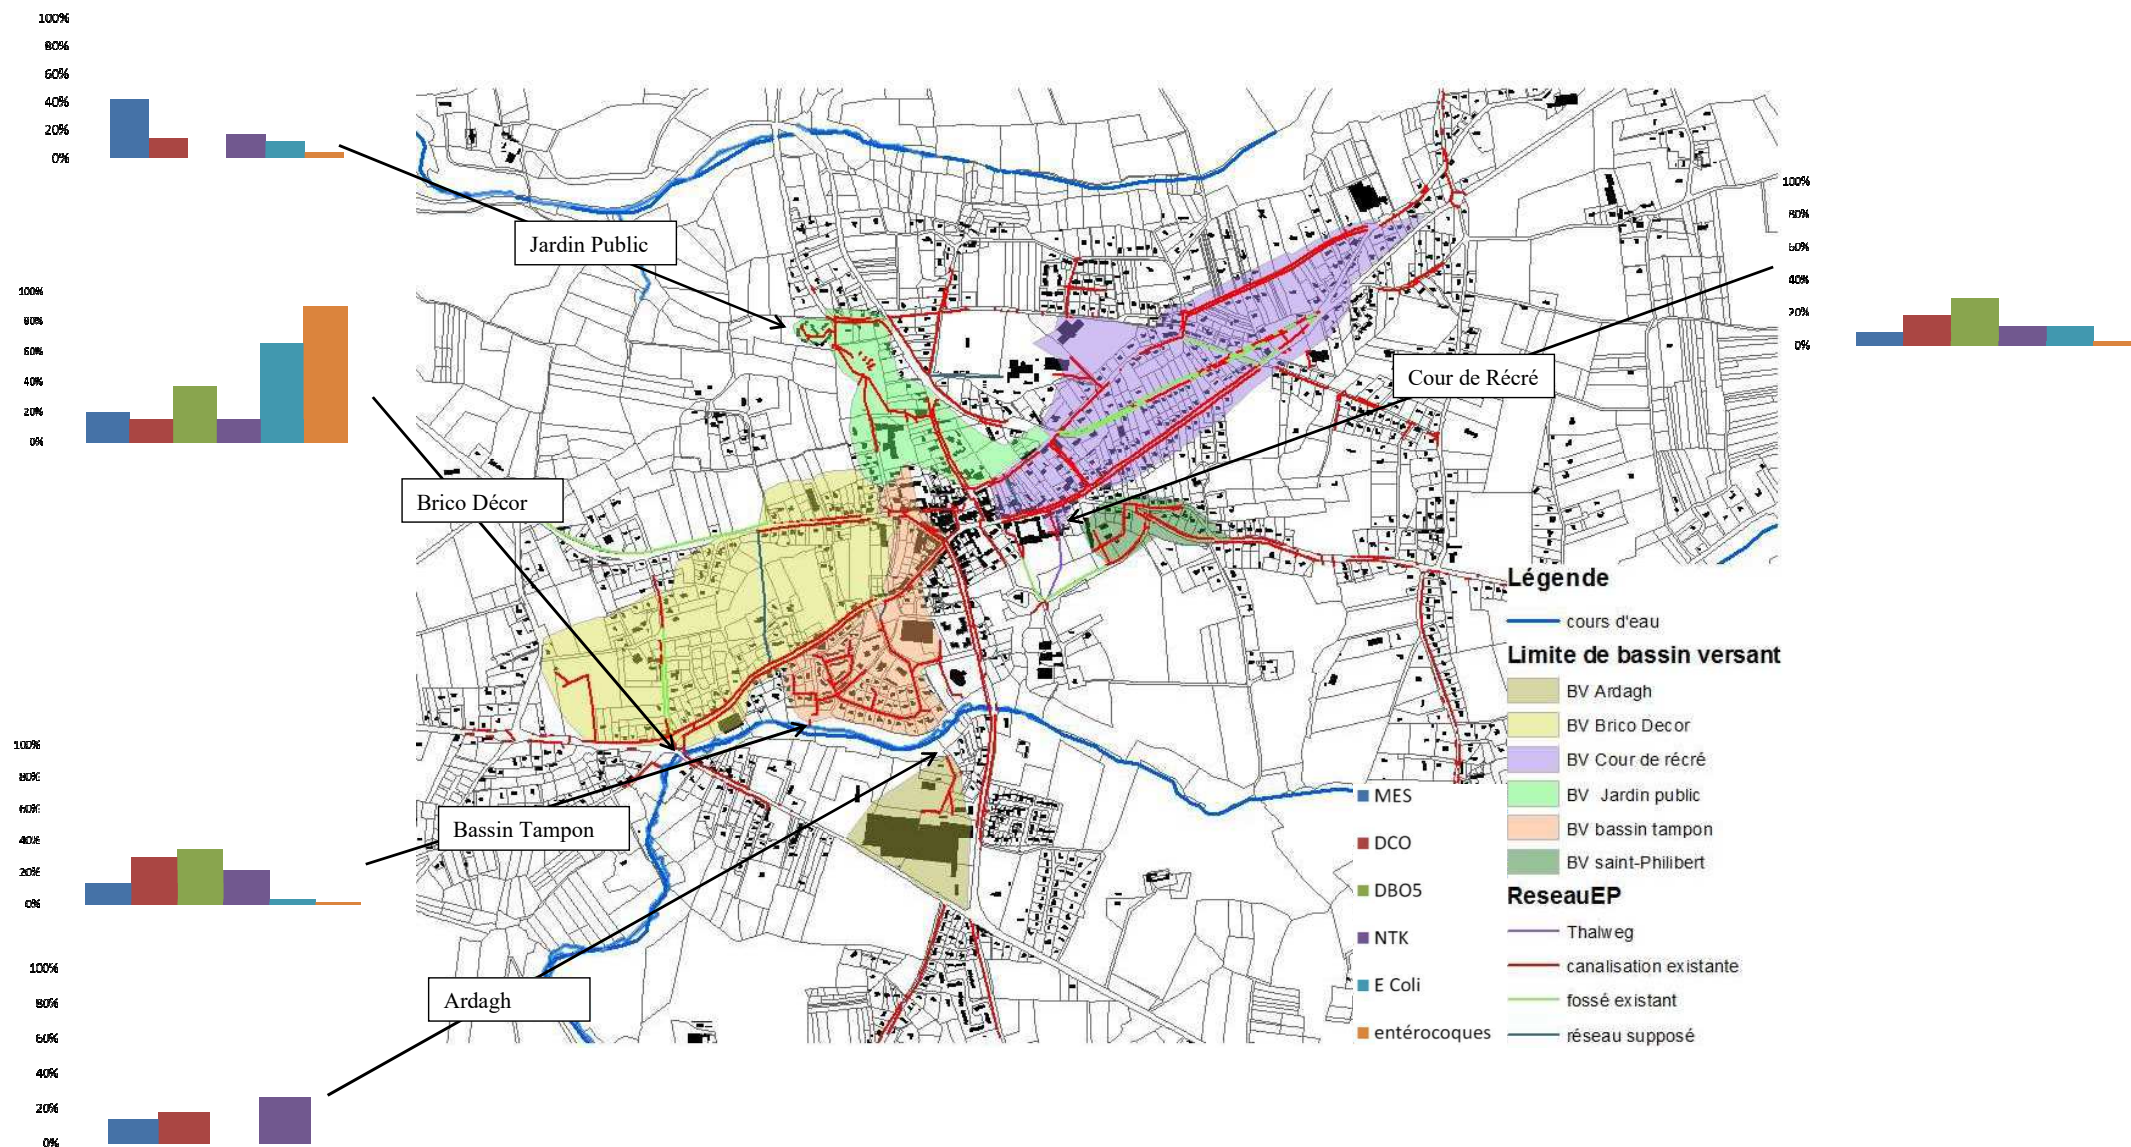 100%
80%
60%
40%
20%
0%
Jardin Public
100%
80%
60%
40%
20%
0%
100%
80%
60%
40%
20%
0%
Cour de Récré
Brico Décor
100%
80%
60%
40%
20%
0%
Bassin Tampon
100%
80%
60%
40%
20%
0%
Ardagh
MES
DCO
DBO5
NTK
E Coli
entérocoques
Légende
cours d'eau
Limite de bassin versant
BV Ardagh
BV Brico Decor
BV Cour de récré
BV Jardin public
BV bassin tampon
BV saint-Philibert
ReseauEP
Thalweg
canalisation existante
fossé existant
réseau supposé